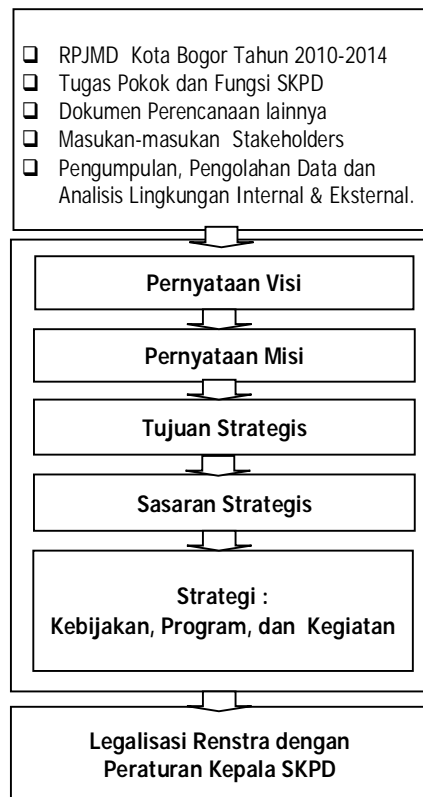 ❑ RPJMD Kota Bogor Tahun 2010-2014
❑ Tugas Pokok dan Fungsi SKPD
❑ Dokumen Perencanaan lainnya
❑ Masukan-masukan Stakeholders
❑ Pengumpulan, Pengolahan Data dan
Analisis Lingkungan Internal & Eksternal.
Pernyataan Visi
Pernyataan Misi
Tujuan Strategis
Sasaran Strategis
Strategi :
Kebijakan, Program, dan Kegiatan
Legalisasi Renstra dengan
Peraturan Kepala SKPD